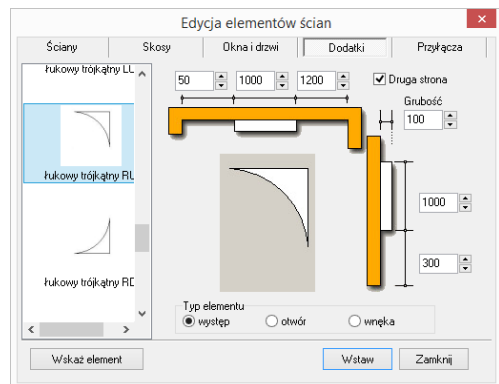 Edycja elementów ścian
Ściany Skosy Okna i drzwi Dodatki Przyłącza
łukowy trójkątny LU
łukowy trójkątny RU
łukowy trójkątny RD
50 1000 1200 Druga strona
Grubość
100
1000
300
Typ elementu
występ otwór wnęka
Wskaż element Wstaw Zamknij